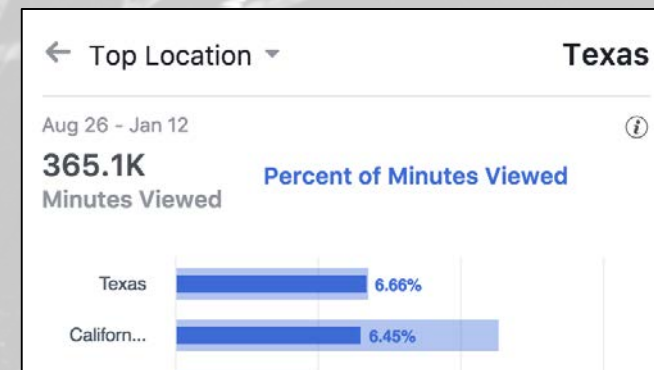 ← Top Location ▾ Texas
Aug 26 - Jan 12
365.1K
Minutes Viewed
Percent of Minutes Viewed
Texas 6.66%
Californ... 6.45%